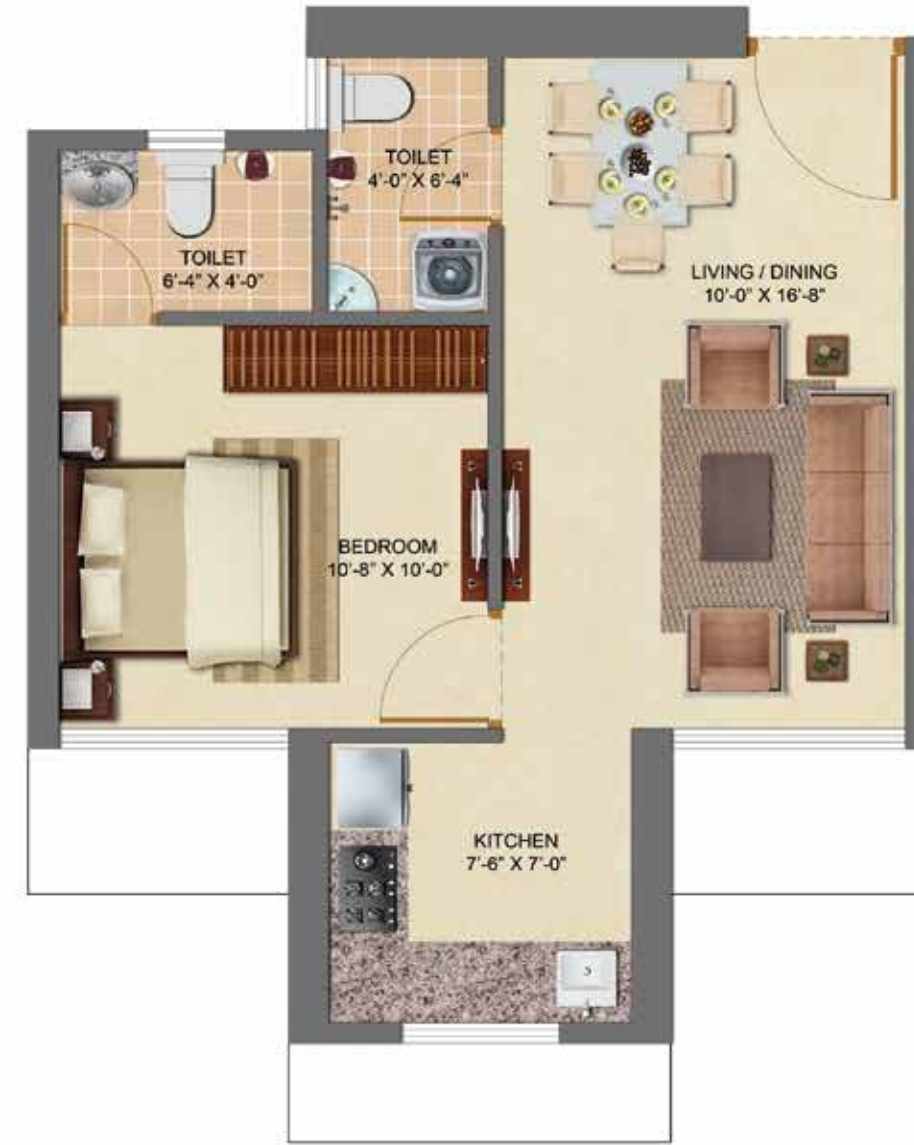 TOILET
4'-0" X 6'-4"
TOILET
6'-4" X 4'-0"
LIVING / DINING
10'-0" X 16'-8"
BEDROOM
10'-8" X 10'-0"
KITCHEN
7'-6" X 7'-0"